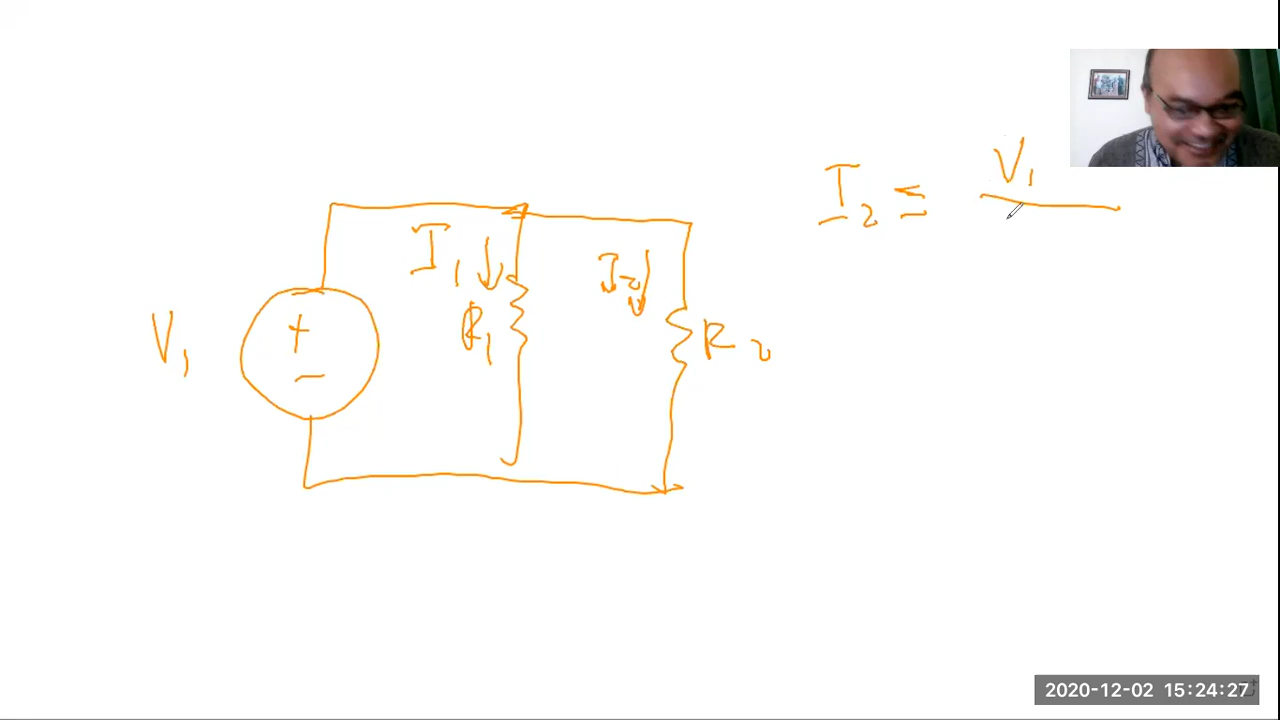 I₂ = V₁
I₁
I₂
R₁
R₂
V₁
+
−
2020-12-02 15:24:27